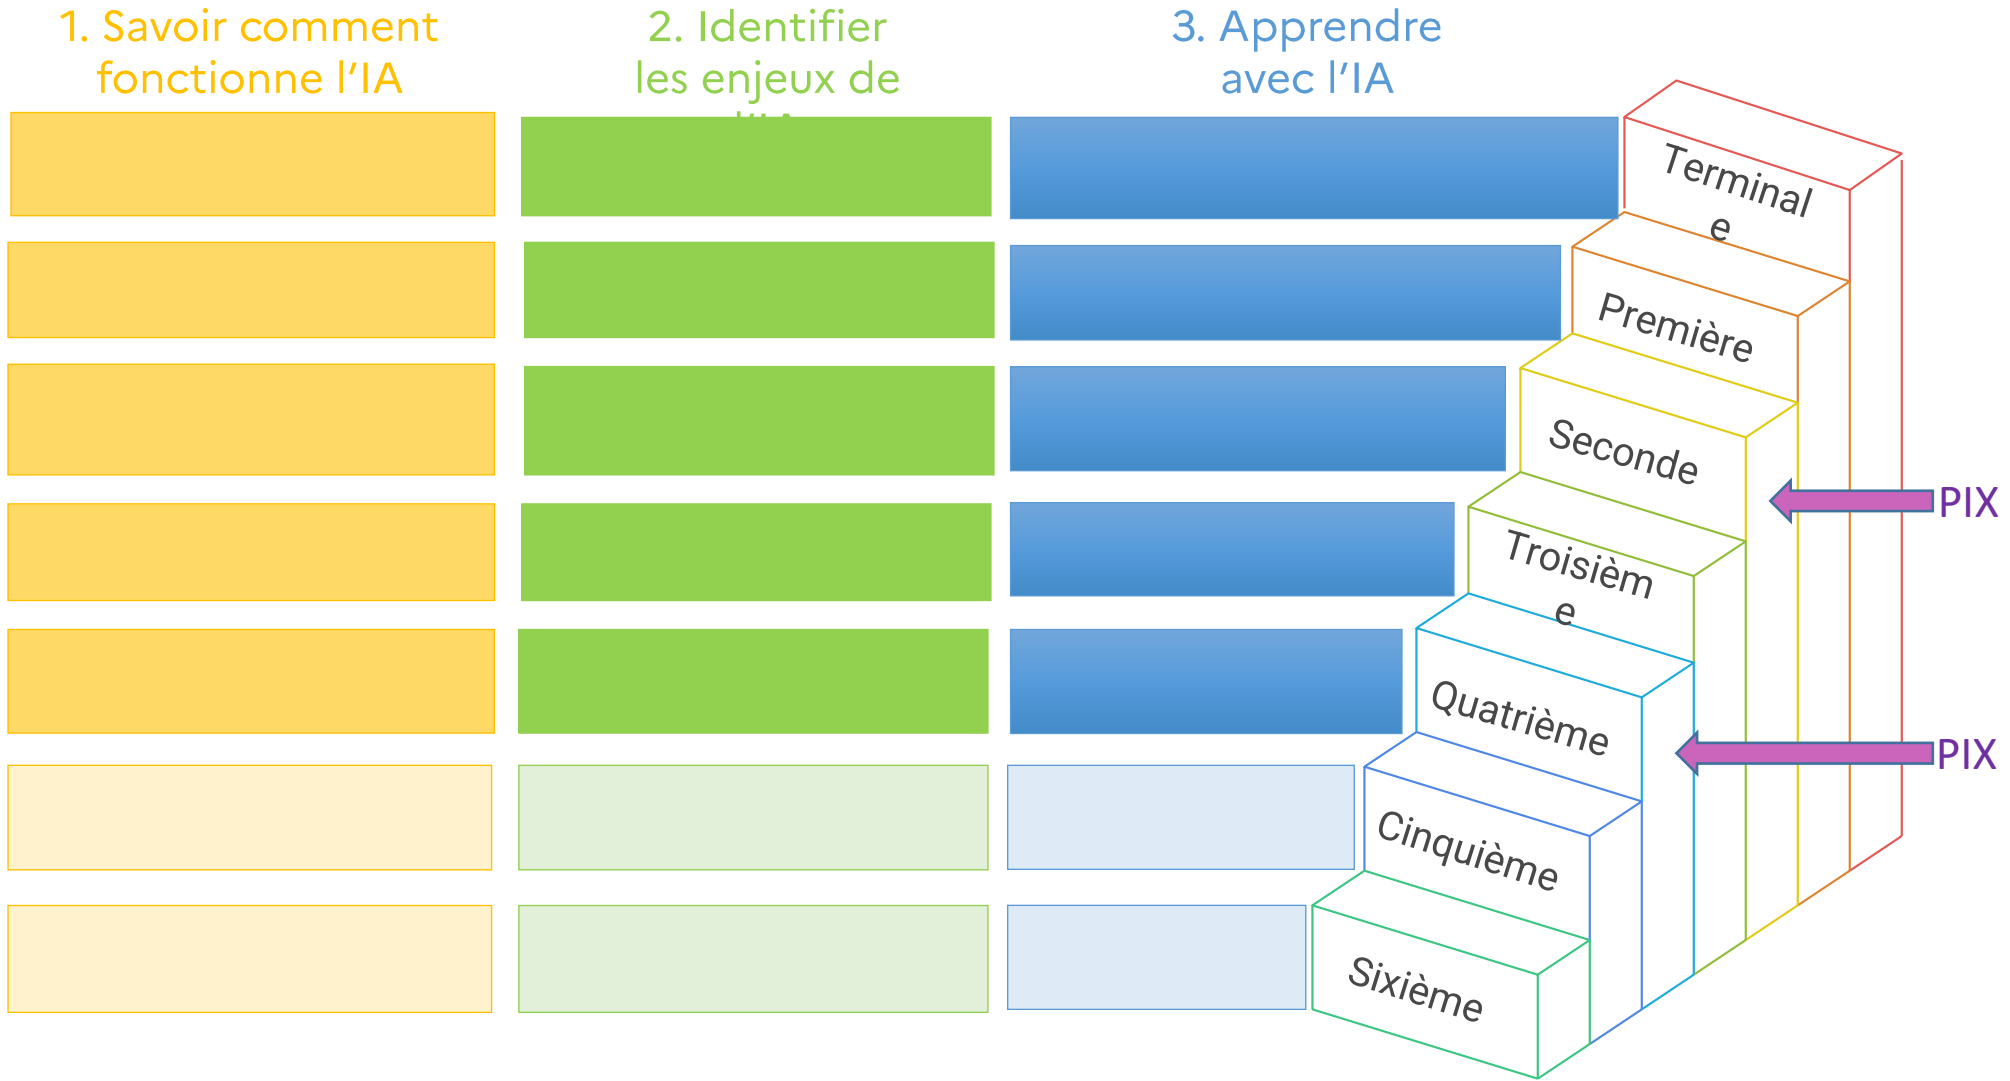 1. Savoir comment
fonctionne l’IA
2. Identifier
les enjeux de
l’IA
3. Apprendre
avec l’IA
Terminal
e
Première
Seconde
PIX
Troisièm
e
Quatrième
PIX
Cinquième
Sixième